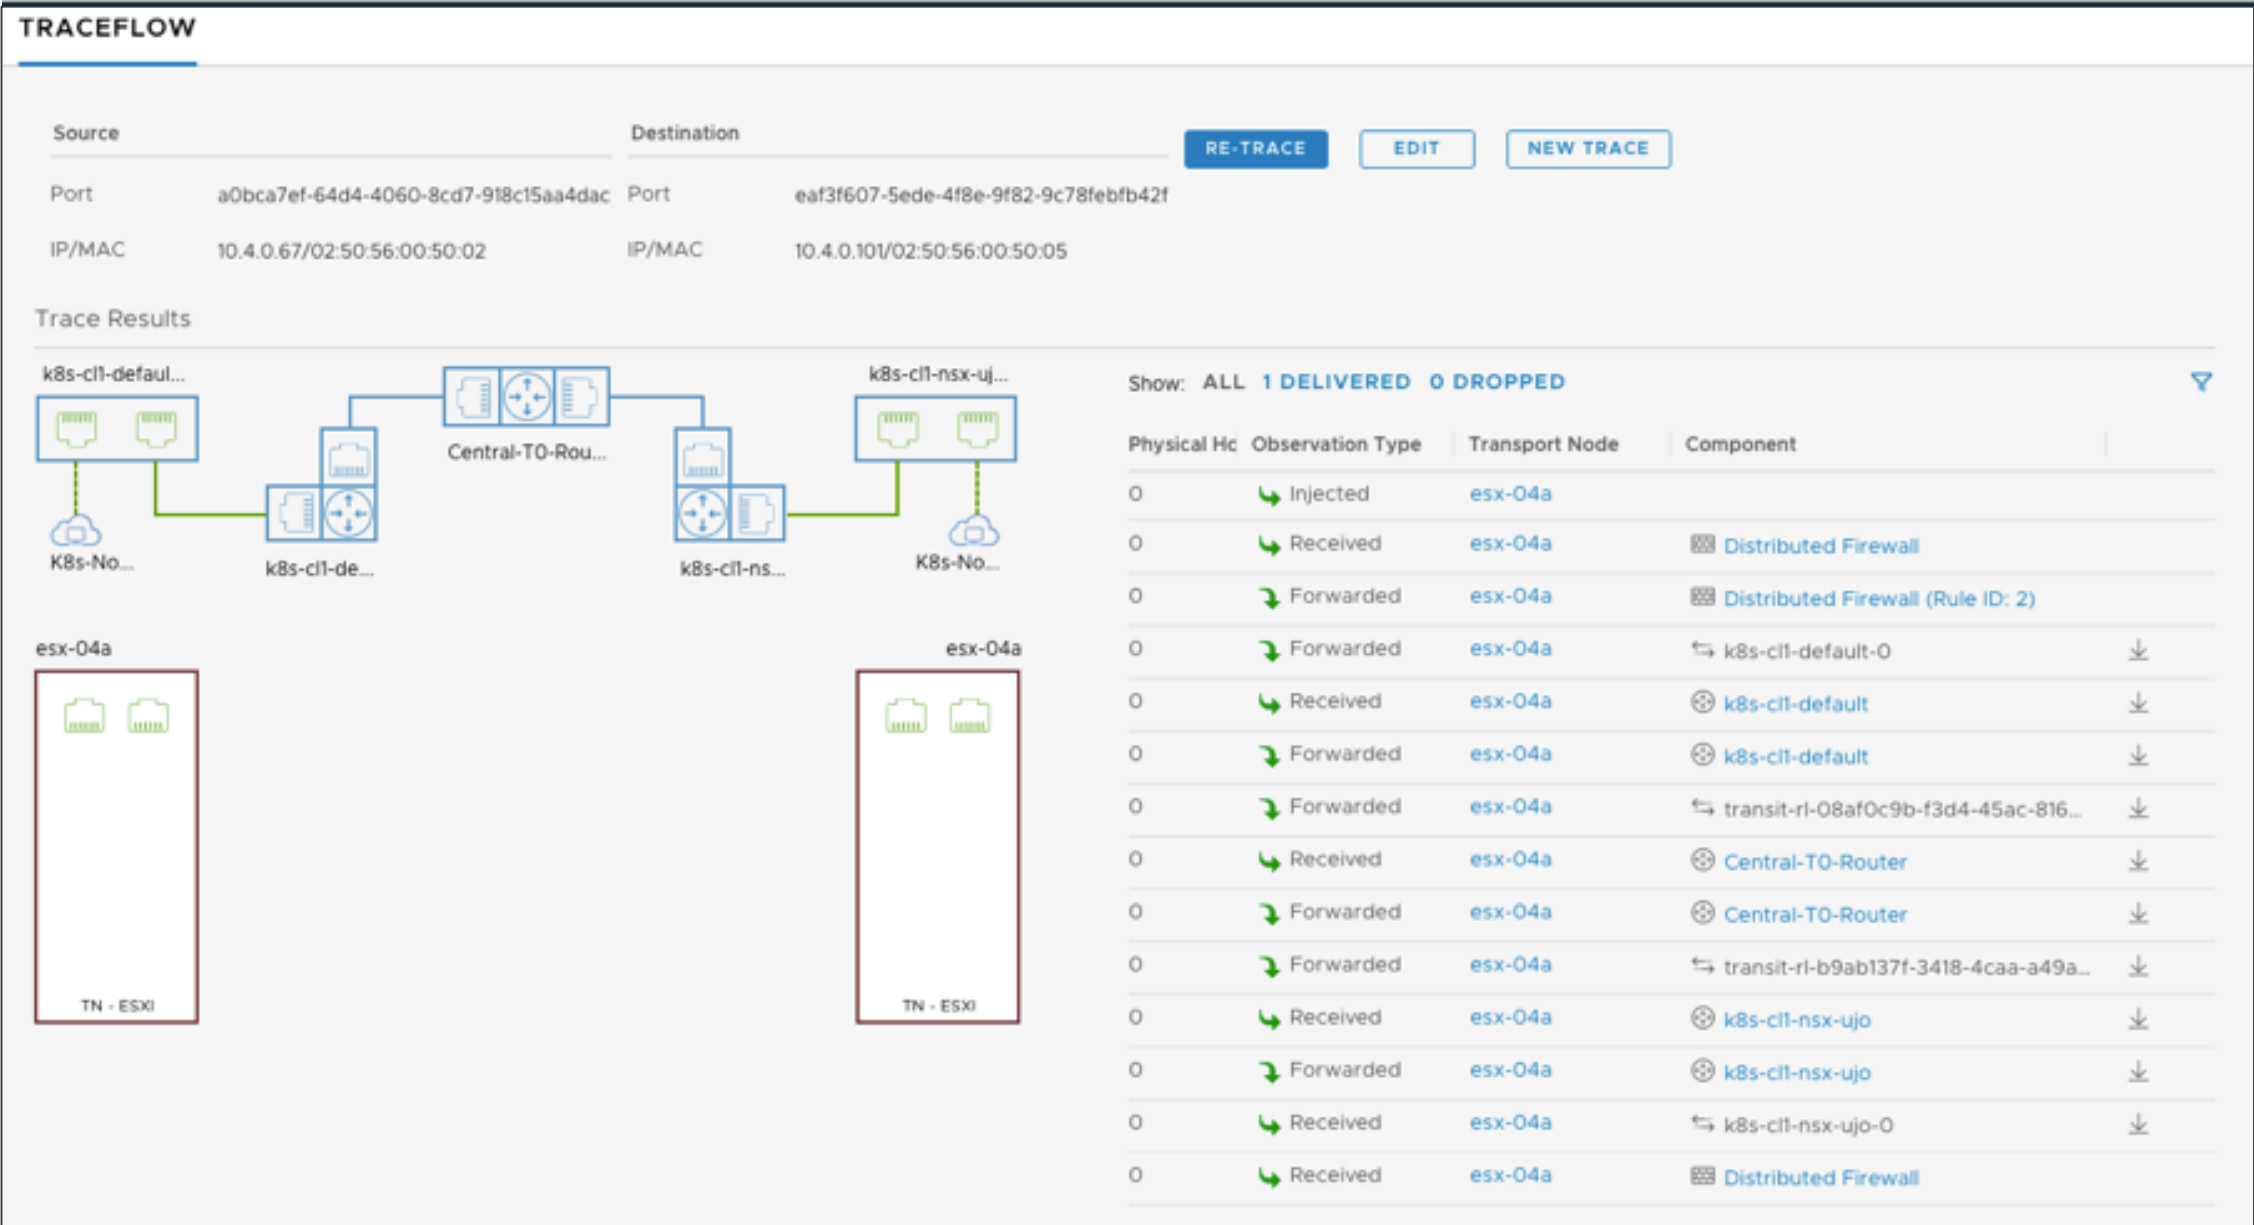 TRACEFLOW
Source
Destination
RE-TRACE
EDIT
NEW TRACE
Port a0bca7ef-64d4-4060-8cd7-918c15aa4dac
Port eaf3f607-5ede-4f8e-9f82-9c78febfb42f
IP/MAC 10.4.0.67/02:50:56:00:50:02
IP/MAC 10.4.0.101/02:50:56:00:50:05
Trace Results
k8s-cl1-defaul...
k8s-cl1-nsx-uj...
Central-T0-Rou...
K8s-No...
k8s-cl1-de...
k8s-cl1-ns...
K8s-No...
esx-04a
esx-04a
TN - ESXI
TN - ESXI
Show: ALL 1 DELIVERED 0 DROPPED
Physical Hc Observation Type Transport Node Component
0 Injected esx-04a
0 Received esx-04a Distributed Firewall
0 Forwarded esx-04a Distributed Firewall (Rule ID: 2)
0 Forwarded esx-04a k8s-cl1-default-0
0 Received esx-04a k8s-cl1-default
0 Forwarded esx-04a k8s-cl1-default
0 Forwarded esx-04a transit-rl-08af0c9b-f3d4-45ac-816...
0 Received esx-04a Central-T0-Router
0 Forwarded esx-04a Central-T0-Router
0 Forwarded esx-04a transit-rl-b9ab137f-3418-4caa-a49a...
0 Received esx-04a k8s-cl1-nsx-ujo
0 Forwarded esx-04a k8s-cl1-nsx-ujo
0 Received esx-04a k8s-cl1-nsx-ujo-0
0 Received esx-04a Distributed Firewall